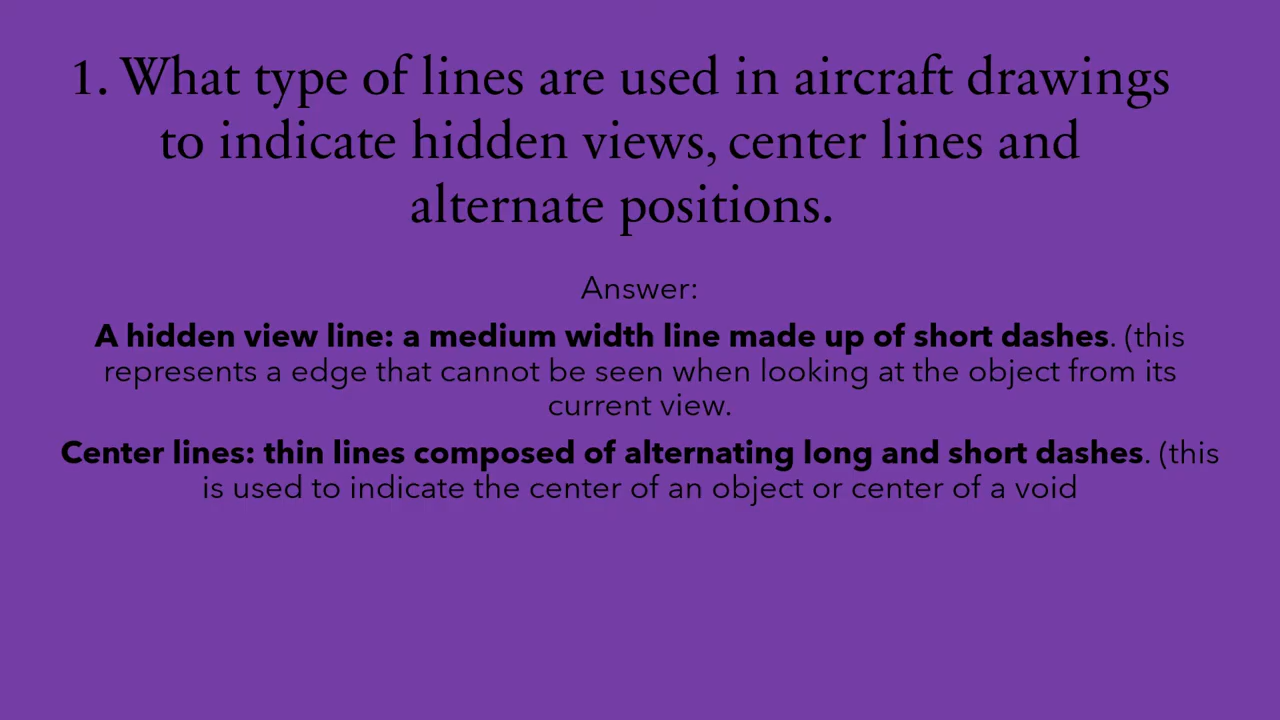 1. What type of lines are used in aircraft drawings
to indicate hidden views, center lines and
alternate positions.
Answer:
A hidden view line: a medium width line made up of short dashes. (this
represents a edge that cannot be seen when looking at the object from its
current view.
Center lines: thin lines composed of alternating long and short dashes. (this
is used to indicate the center of an object or center of a void